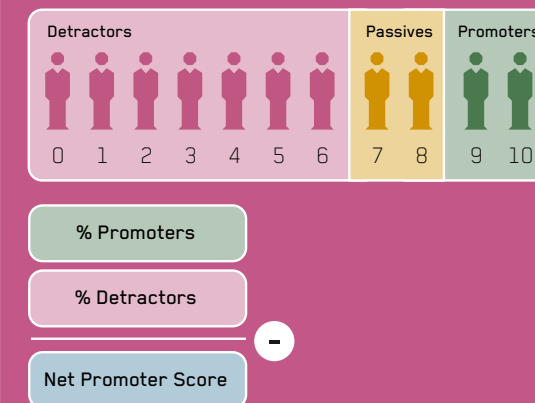 Detractors Passives Promoters
0 1 2 3 4 5 6 7 8 9 10
% Promoters
% Detractors
-
Net Promoter Score